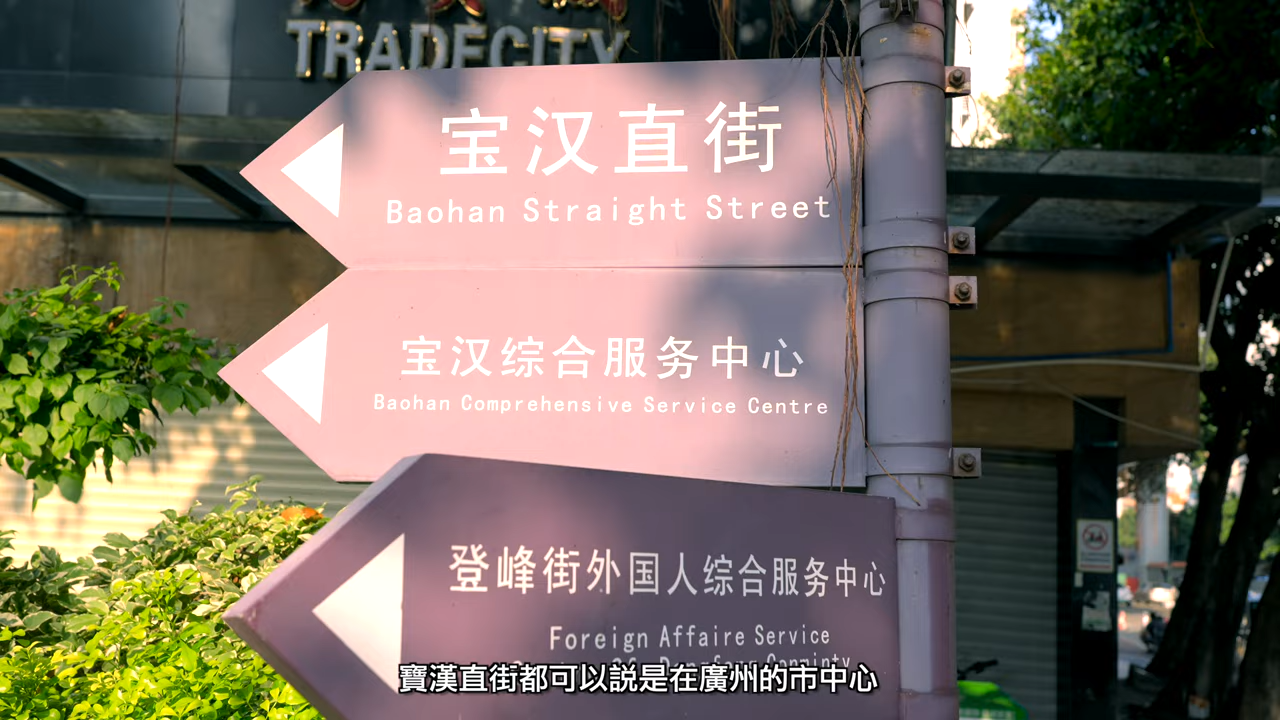 TRADECITY
宝汉直街
Baohan Straight Street
宝汉综合服务中心
Baohan Comprehensive Service Centre
登峰街外国人综合服务中心
Foreign Affaire Service
寶漢直街都可以説是在廣州的市中心